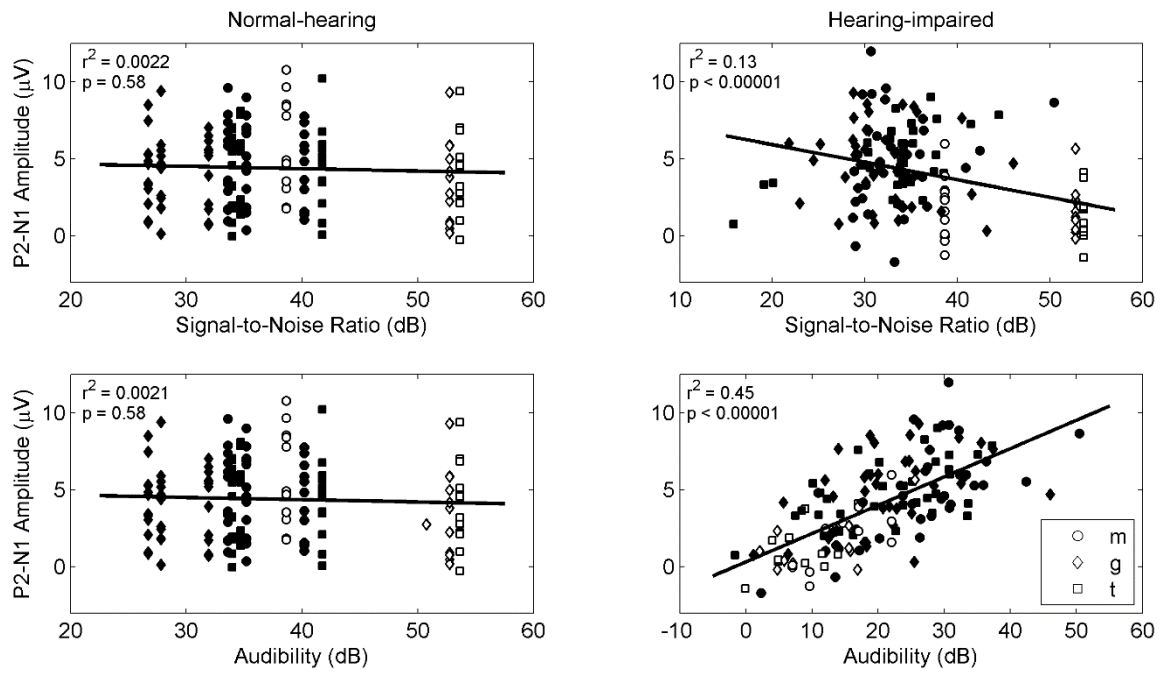 Normal-hearing
Hearing-impaired
r² = 0.0022
p = 0.58
10
5
0
P2-N1 Amplitude (µV)
20 30 40 50 60
Signal-to-Noise Ratio (dB)
r² = 0.13
p < 0.00001
10
5
0
10 20 30 40 50 60
Signal-to-Noise Ratio (dB)
r² = 0.0021
p = 0.58
10
5
0
P2-N1 Amplitude (µV)
20 30 40 50 60
Audibility (dB)
r² = 0.45
p < 0.00001
10
5
0
m
g
t
-10 0 10 20 30 40 50 60
Audibility (dB)